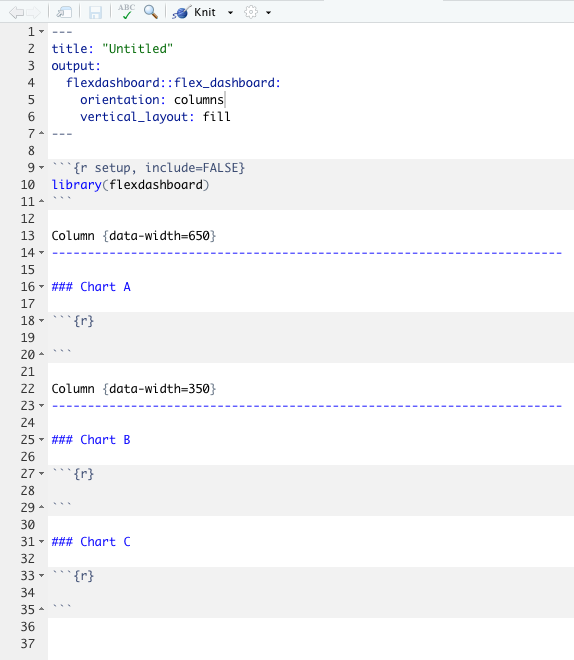 ABC Knit
1 ---
2 title: "Untitled"
3 output:
4   flexdashboard::flex_dashboard:
5     orientation: columns
6     vertical_layout: fill
7 ---
8
9 ```{r setup, include=FALSE}
10 library(flexdashboard)
11 ```
12
13 Column {data-width=650}
14 -----------------------------------------------------------------------
15
16 ### Chart A
17
18 ```{r}
19
20 ```
21
22 Column {data-width=350}
23 -----------------------------------------------------------------------
24
25 ### Chart B
26
27 ```{r}
28
29 ```
30
31 ### Chart C
32
33 ```{r}
34
35 ```
36
37